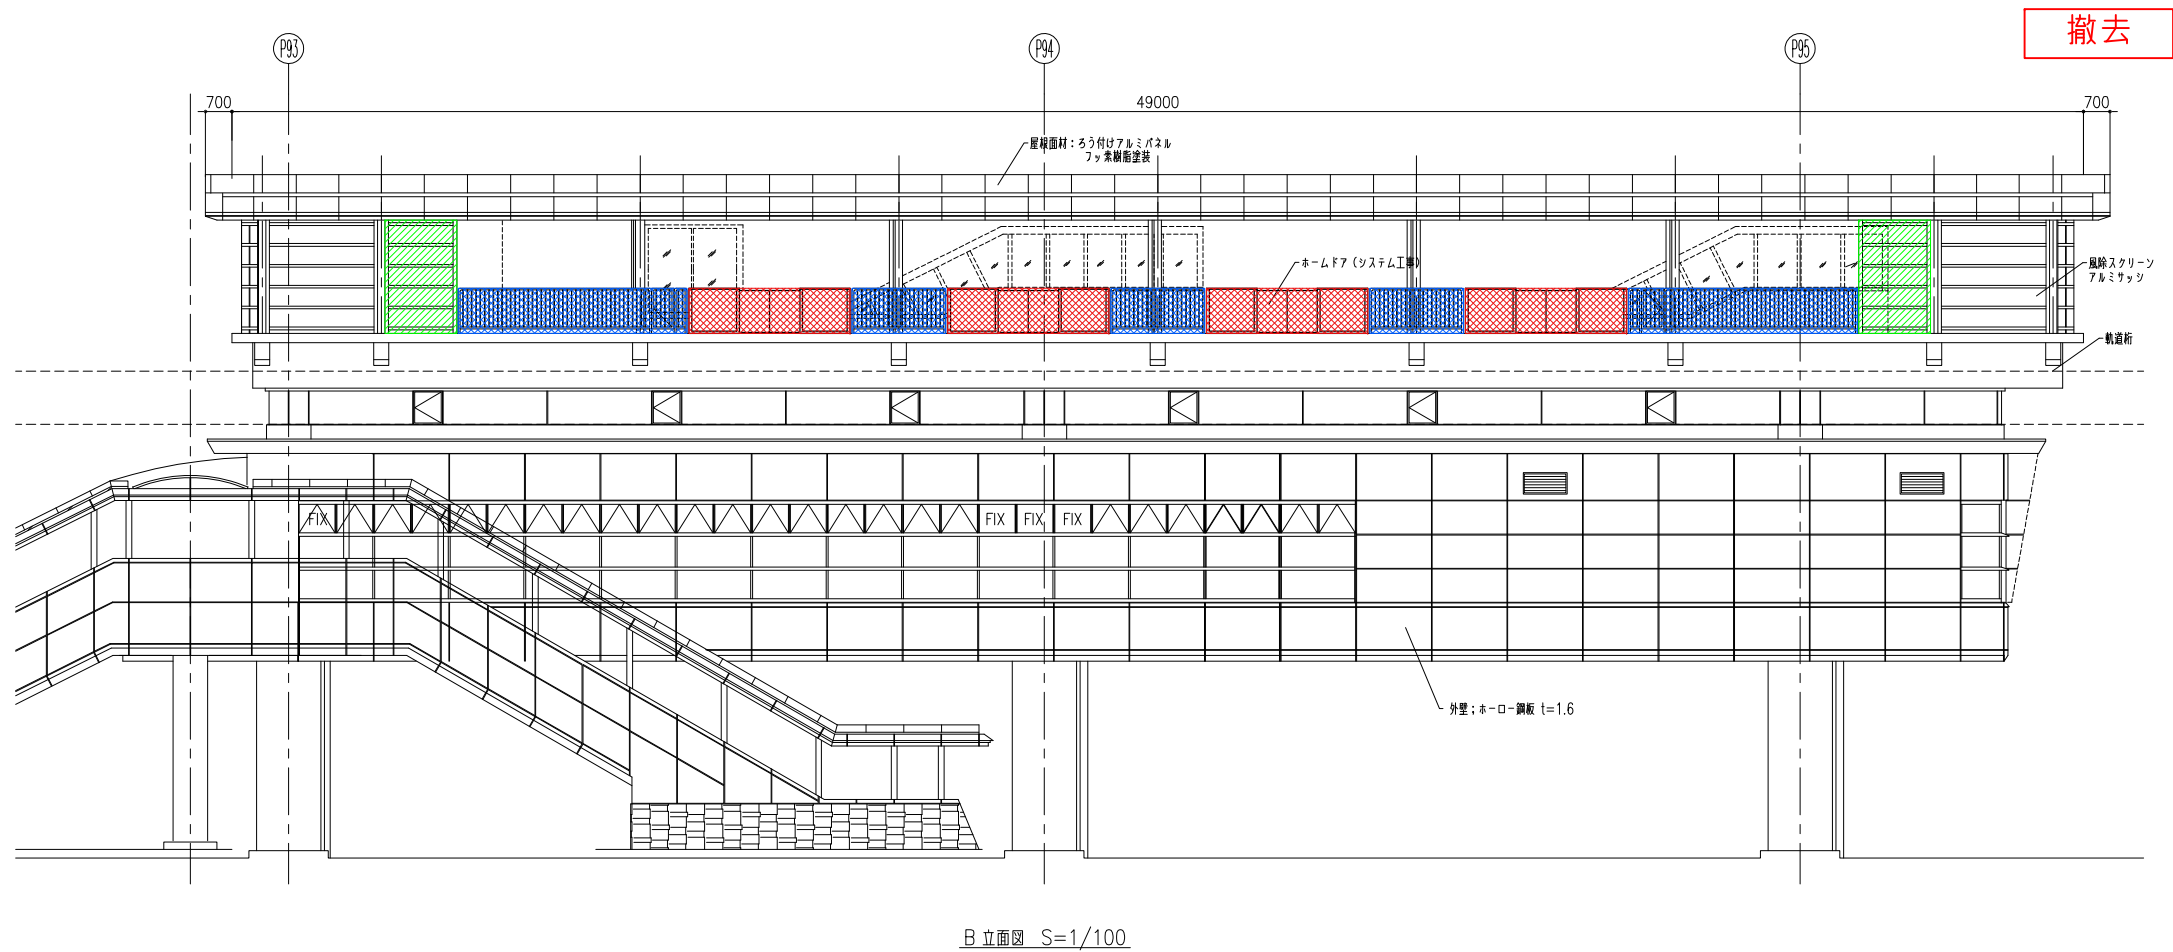 撤去
P93
P94
P95
700
49000
700
屋根面材：ろう付けアルミパネル
フッ素樹脂塗装
ホームドア（システム工事）
風除スクリーン
アルミサッシ
軌道桁
FIX
FIX
FIX
FIX
外壁；ホーロー鋼板 t=1.6
B 立面図 S=1/100